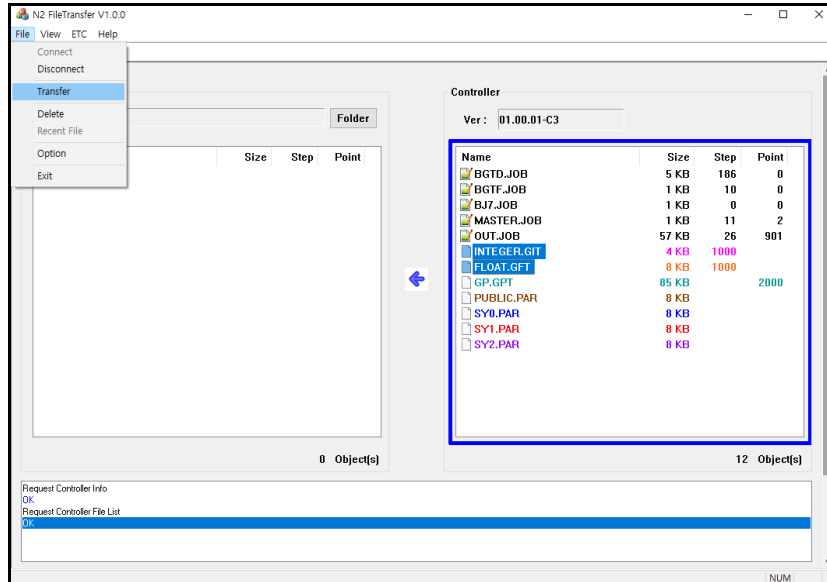 N2 FileTransfer V1.0.0
File View ETC Help
Connect
Disconnect
Transfer
Delete
Recent File
Option
Exit
Folder
Size Step Point
0 Object(s)
Controller
Ver : 01.00.01-C3
Name Size Step Point
BGTD.JOB 5 KB 186 0
BGTF.JOB 1 KB 10 0
BJ7.JOB 1 KB 0 0
MASTER.JOB 1 KB 11 2
OUT.JOB 57 KB 26 901
INTEGER.GIT 4 KB 1000
FLOAT.GFT 8 KB 1000
GP.GPT 85 KB 2000
PUBLIC.PAR 8 KB
SY0.PAR 8 KB
SY1.PAR 8 KB
SY2.PAR 8 KB
12 Object(s)
Request Controller Info
OK
Request Controller File List
OK
NUM